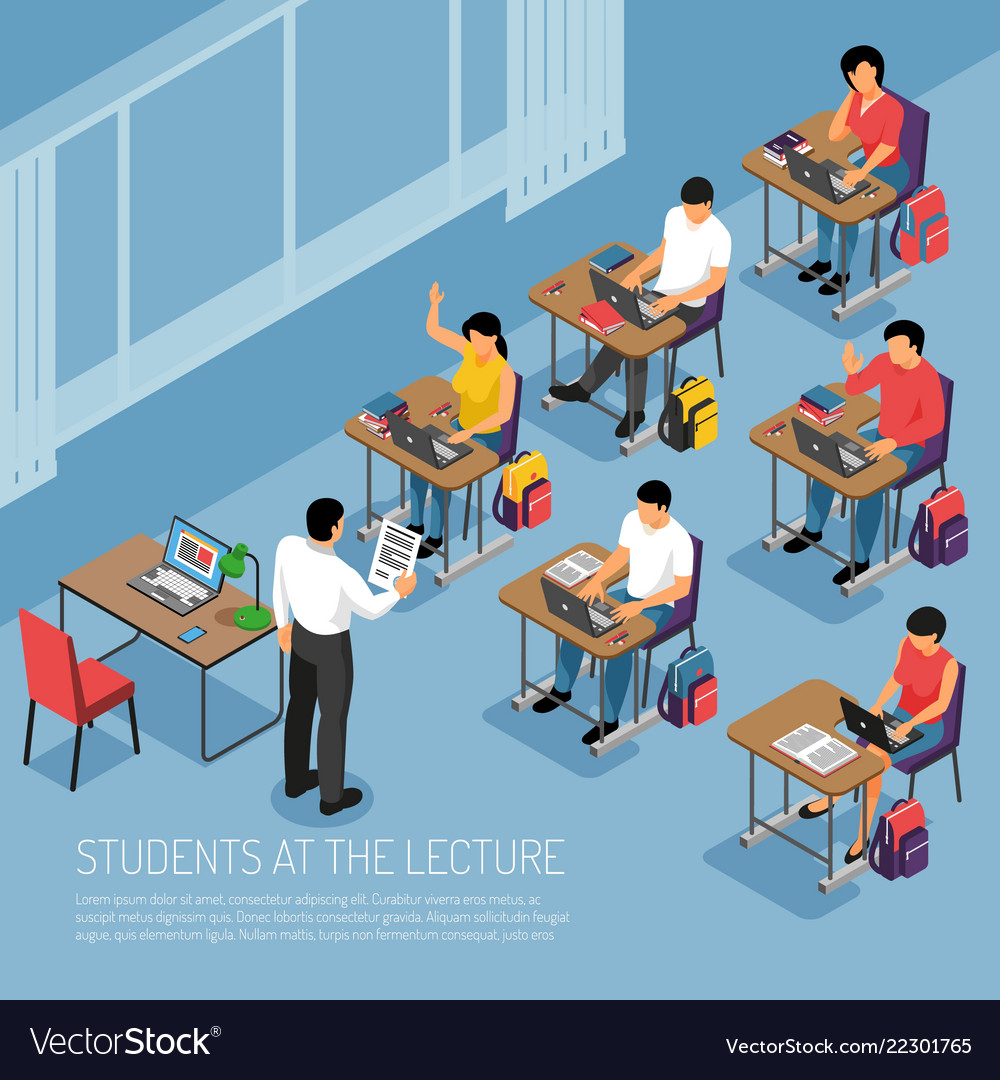 STUDENTS AT THE LECTURE
Lorem ipsum dolor sit amet, consectetur adipiscing elit. Curabitur viverra metus, ac
suscipit metus dignissim quis. Donec lobortis consectetur gravida. Aliquam sollicitudin feugiat
augue, quis elementum ligula. Nullam mattis, turpis non fermentum consequat, justo eros
VectorStock®
VectorStock.com/22301765